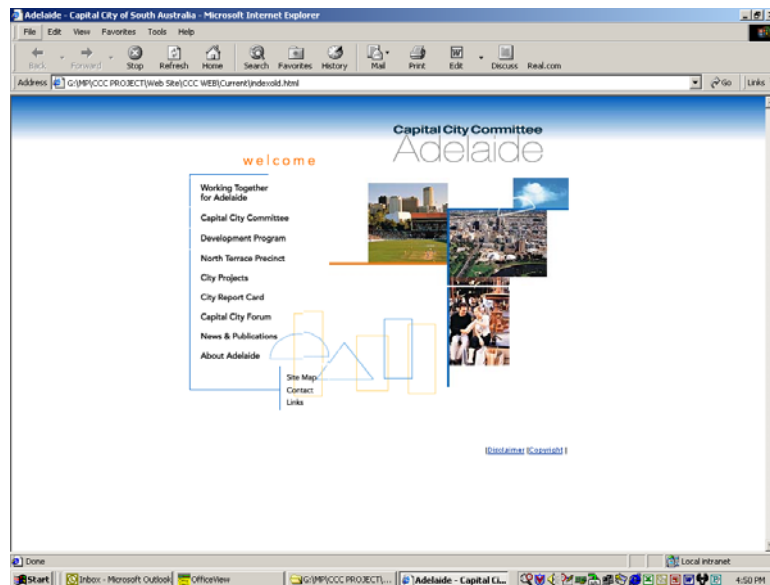 Adelaide - Capital City of South Australia - Microsoft Internet Explorer
File Edit View Favorites Tools Help
Back Forward Stop Refresh Home Search Favorites History Mail Print Edit Discuss Real.com
Address G:\MP\CCC PROJECT\Web Site\CCC WEB\Current\indexold.html Go Links
Capital City Committee
Adelaide
welcome
Working Together
for Adelaide
Capital City Committee
Development Program
North Terrace Precinct
City Projects
City Report Card
Capital City Forum
News & Publications
About Adelaide
Site Map
Contact
Links
|Disclaimer |Copyright |
Done Local intranet
Start Inbox - Microsoft Outlook OfficeView G:\MP\CCC PROJECT\... Adelaide - Capital Ci... 4:50 PM